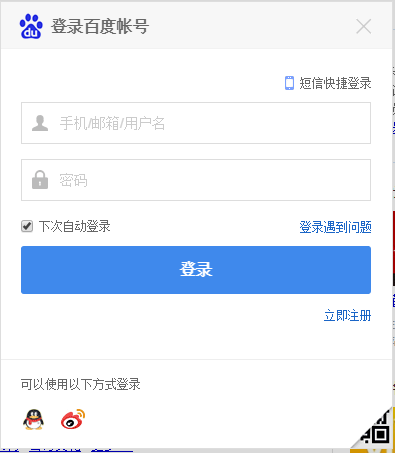 du 登录百度帐号
短信快捷登录
手机/邮箱/用户名
密码
下次自动登录 登录遇到问题
登录
立即注册
可以使用以下方式登录